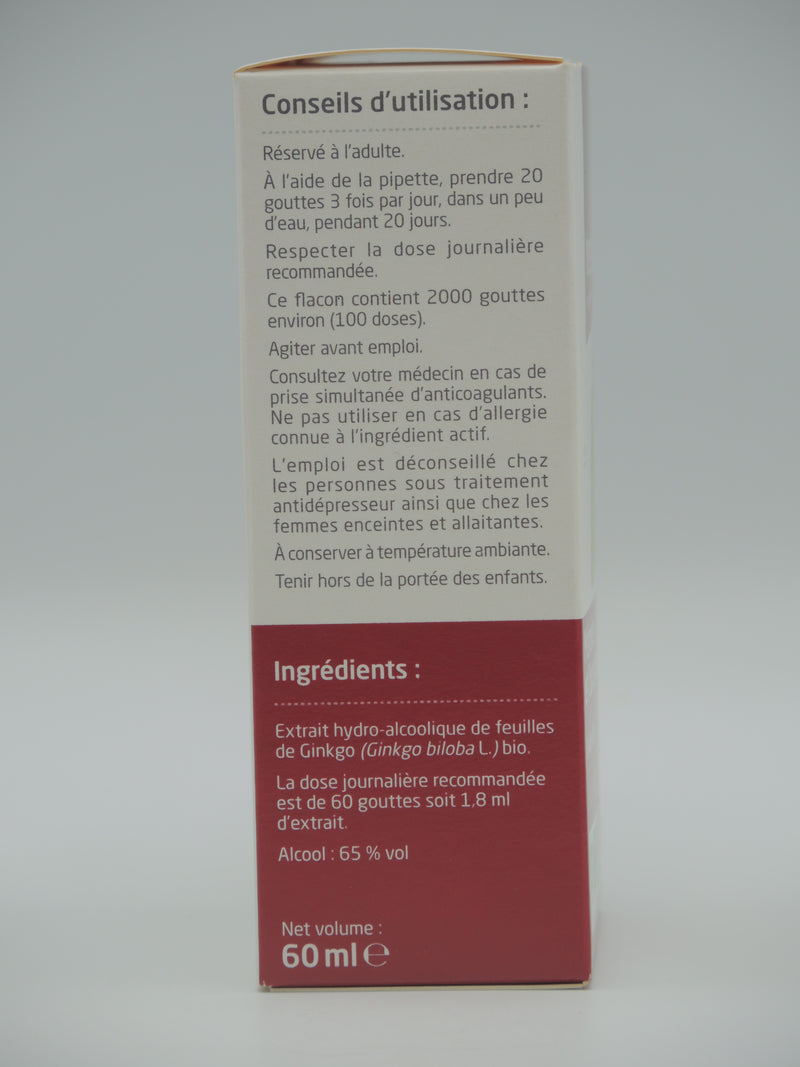 Conseils d'utilisation :
Réservé à l'adulte.
À l'aide de la pipette, prendre 20
gouttes 3 fois par jour, dans un peu
d'eau, pendant 20 jours.
Respecter la dose journalière
recommandée.
Ce flacon contient 2000 gouttes
environ (100 doses).
Agiter avant emploi.
Consultez votre médecin en cas de
prise simultanée d'anticoagulants.
Ne pas utiliser en cas d'allergie
connue à l'ingrédient actif.
L'emploi est déconseillé chez
les personnes sous traitement
antidépresseur ainsi que chez les
femmes enceintes et allaitantes.
À conserver à température ambiante.
Tenir hors de la portée des enfants.
Ingrédients :
Extrait hydro-alcoolique de feuilles
de Ginkgo (Ginkgo biloba L.) bio.
La dose journalière recommandée
est de 60 gouttes soit 1,8 ml
d'extrait.
Alcool : 65 % vol
Net volume :
60 ml ℮